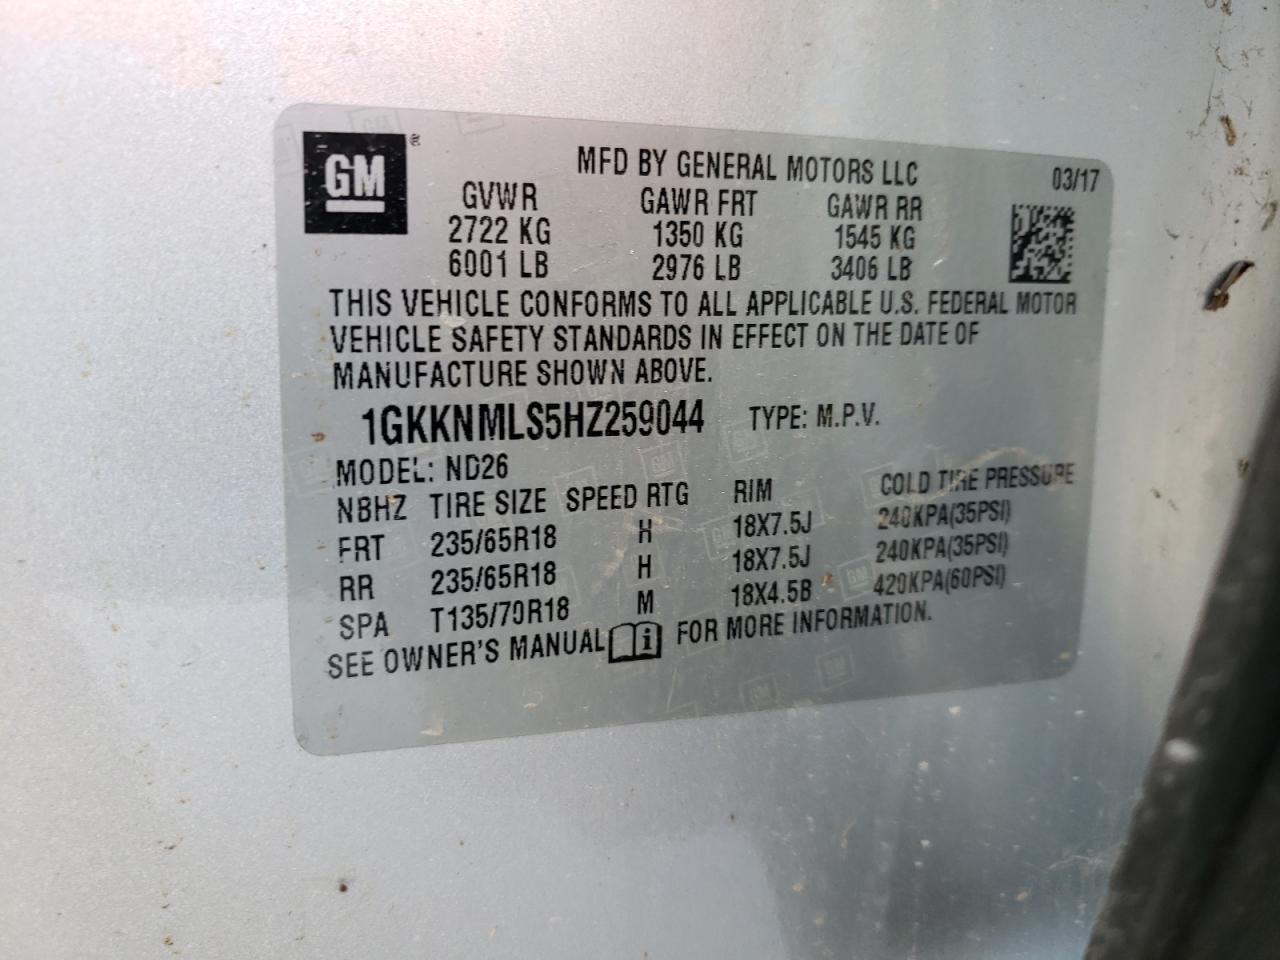 GM
MFD BY GENERAL MOTORS LLC 03/17
GVWR GAWR FRT GAWR RR
2722 KG 1350 KG 1545 KG
6001 LB 2976 LB 3406 LB
THIS VEHICLE CONFORMS TO ALL APPLICABLE U.S. FEDERAL MOTOR
VEHICLE SAFETY STANDARDS IN EFFECT ON THE DATE OF
MANUFACTURE SHOWN ABOVE.
1GKKNMLS5HZ259044 TYPE: M.P.V.
MODEL: ND26
NBHZ TIRE SIZE SPEED RTG RIM COLD TIRE PRESSURE
FRT 235/65R18 H 18X7.5J 240KPA(35PSI)
RR 235/65R18 H 18X7.5J 240KPA(35PSI)
SPA T135/70R18 M 18X4.5B 420KPA(60PSI)
SEE OWNER'S MANUAL i FOR MORE INFORMATION.